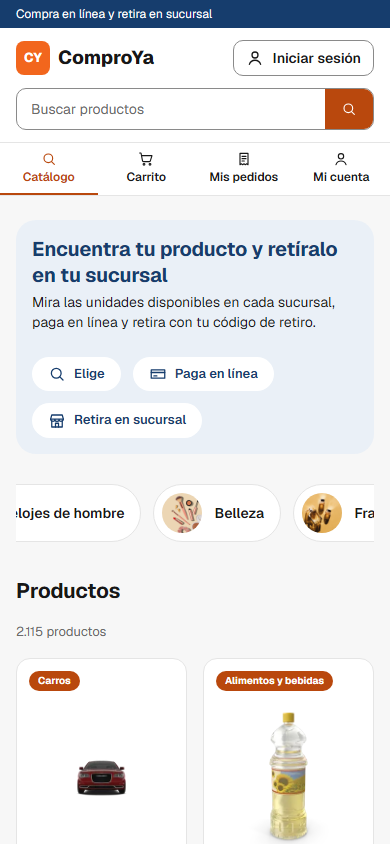 Compra en línea y retira en sucursal
CY
ComproYa
Iniciar sesión
Buscar productos
Catálogo
Carrito
Mis pedidos
Mi cuenta
Encuentra tu producto y retíralo
en tu sucursal
Mira las unidades disponibles en cada sucursal,
paga en línea y retira con tu código de retiro.
Elige
Paga en línea
Retira en sucursal
elojes de hombre
Belleza
Fra
Productos
2.115 productos
Carros
Alimentos y bebidas